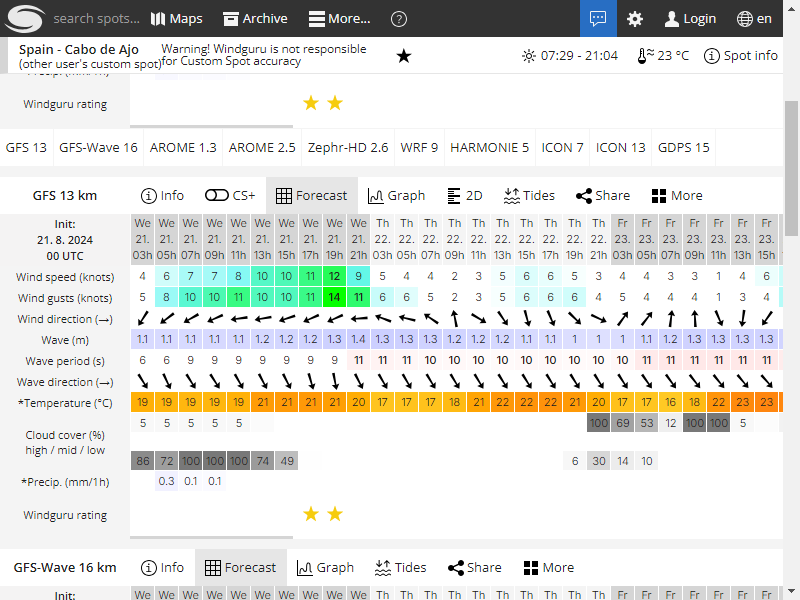 search spots... Maps Archive More... ? Login en
Spain - Cabo de Ajo
(other user's custom spot)
Warning! Windguru is not responsible
for Custom Spot accuracy
07:29 - 21:04 23 °C Spot info
Windguru rating
GFS 13 GFS-Wave 16 AROME 1.3 AROME 2.5 Zephr-HD 2.6 WRF 9 HARMONIE 5 ICON 7 ICON 13 GDPS 15
GFS 13 km Info CS+ Forecast Graph 2D Tides Share More
Init: We We We We We We We We We We Th Th Th Th Th Th Th Th Th Th Fr Fr Fr Fr Fr Fr Fr
21. 8. 2024 21. 21. 21. 21. 21. 21. 21. 21. 21. 21. 22. 22. 22. 22. 22. 22. 22. 22. 22. 22. 23. 23. 23. 23. 23. 23. 23.
00 UTC 03h 05h 07h 09h 11h 13h 15h 17h 19h 21h 03h 05h 07h 09h 11h 13h 15h 17h 19h 21h 03h 05h 07h 09h 11h 13h 15h
Wind speed (knots) 4 6 7 7 8 10 10 11 12 9 5 4 4 2 3 5 6 6 5 3 4 4 3 3 1 4 6
Wind gusts (knots) 5 8 10 10 11 10 10 11 14 11 6 6 5 2 3 5 6 6 6 4 5 4 4 4 1 3 4
Wind direction (→)
Wave (m) 1.1 1.1 1.1 1.1 1.1 1.2 1.2 1.2 1.3 1.4 1.3 1.3 1.3 1.2 1.2 1.2 1.1 1.1 1 1 1 1.1 1.2 1.3 1.3 1.3 1.3
Wave period (s) 6 6 9 9 9 9 9 9 9 11 11 11 10 10 10 10 10 10 10 10 10 11 11 11 11 11 11
Wave direction (→)
*Temperature (°C) 19 19 19 19 19 21 21 21 21 20 17 17 17 18 21 22 22 22 21 20 17 17 16 18 22 23 23
Cloud cover (%) 5 5 5 5 5 100 69 53 12 100 100 5
high / mid / low 86 72 100 100 100 74 49 6 30 14 10
*Precip. (mm/1h) 0.3 0.1 0.1
Windguru rating
GFS-Wave 16 km Info Forecast Graph Tides Share More
Init: We We We We We We We We We We Th Th Th Th Th Th Th Th Th Th Fr Fr Fr Fr Fr Fr Fr